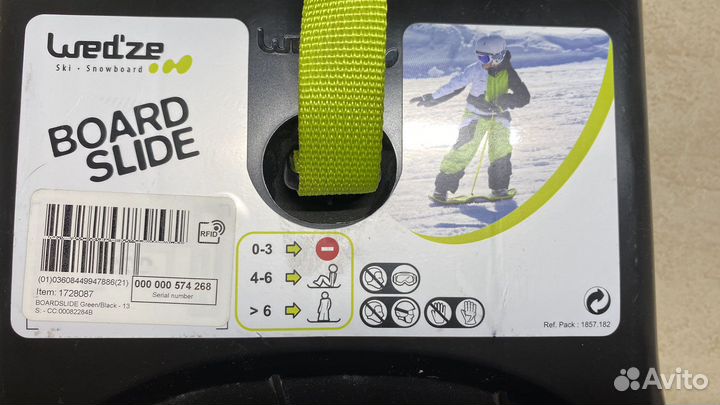 Wed'ze
Ski - Snowboard
BOARD
SLIDE
RFID
(01)03608449947886(21)
Item: 1728087
BOARDSLIDE Green/Black - 13
S: - CC:00082284B
000 000 574 268
Serial number
0-3
4-6
> 6
Ref. Pack : 1857.182
Avito